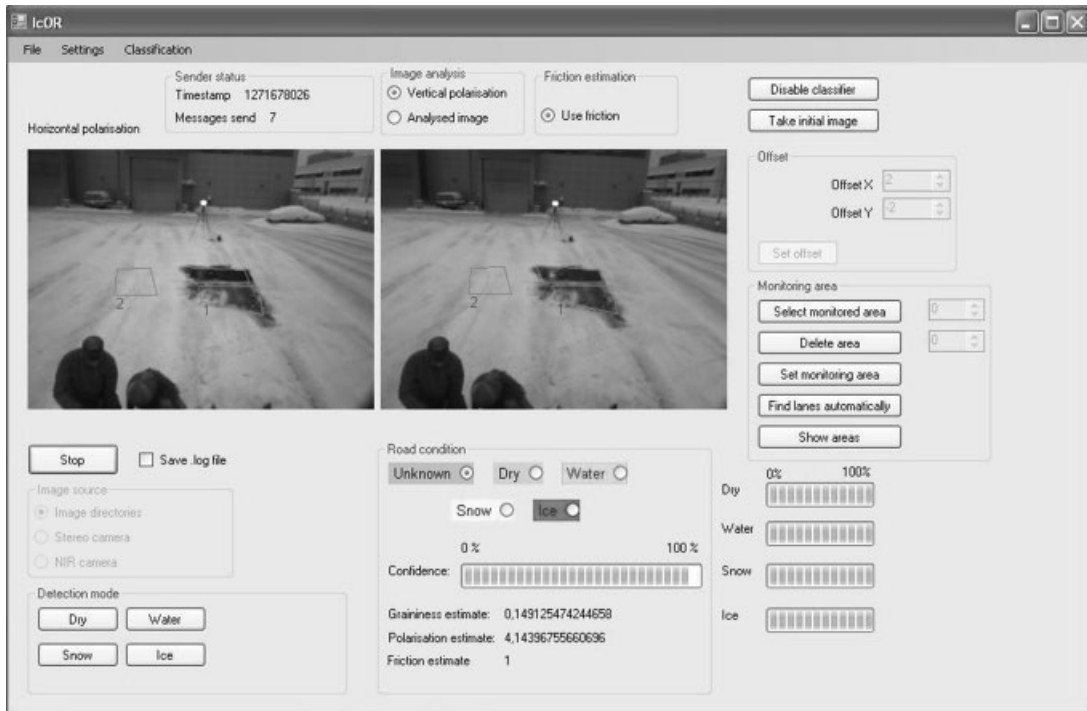 IcOR
File Settings Classification
Sender status
Timestamp 1271678026
Messages send 7
Image analysis
Vertical polarisation
Analysed image
Friction estimation
Use friction
Disable classifier
Take initial image
Horizontal polarisation
2
1
2
1
Offset
Offset X 2
Offset Y -2
Set offset
Monitoring area
Select monitored area 0
Delete area 0
Set monitoring area
Find lanes automatically
Show areas
Stop
Save .log file
Image source
Image directories
Stereo camera
NIR camera
Detection mode
Dry Water
Snow Ice
Road condition
Unknown Dry Water
Snow Ice
0 % 100 %
Confidence:
Graininess estimate: 0,149125474244658
Polarisation estimate: 4,14396755660696
Friction estimate 1
0% 100%
Dry
Water
Snow
Ice